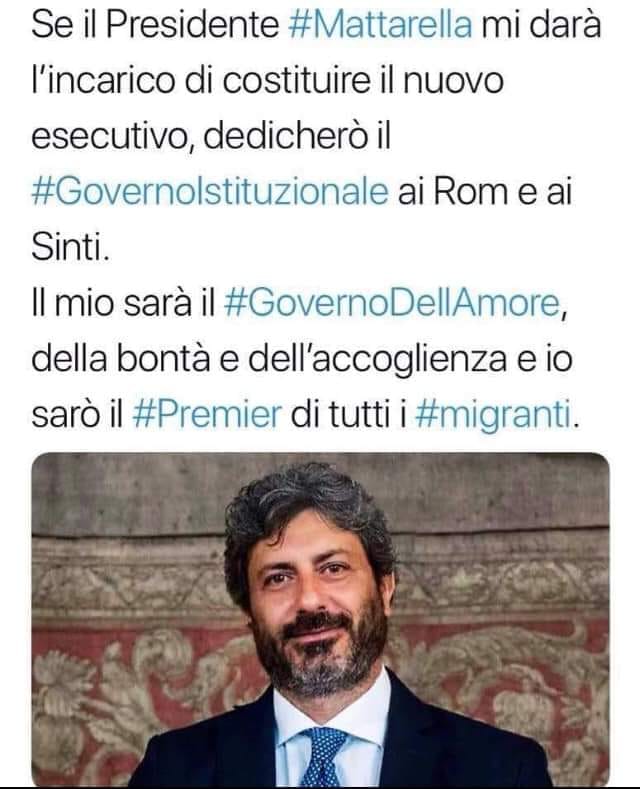 Se il Presidente #Mattarella mi darà
l'incarico di costituire il nuovo
esecutivo, dedicherò il
#GovernoIstituzionale ai Rom e ai
Sinti.
Il mio sarà il #GovernoDellAmore,
della bontà e dell'accoglienza e io
sarò il #Premier di tutti i #migranti.